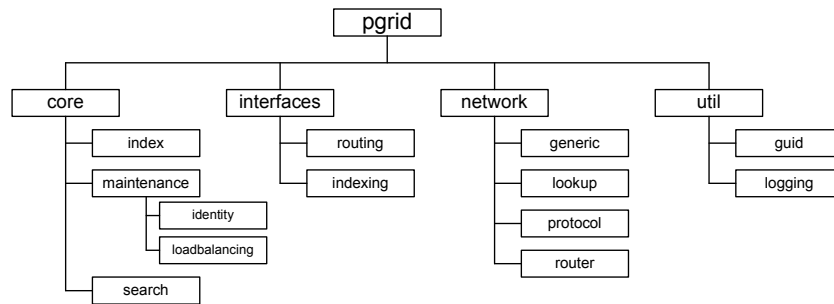 pgrid
core
interfaces
network
util
index
routing
generic
guid
maintenance
indexing
lookup
logging
identity
protocol
loadbalancing
router
search